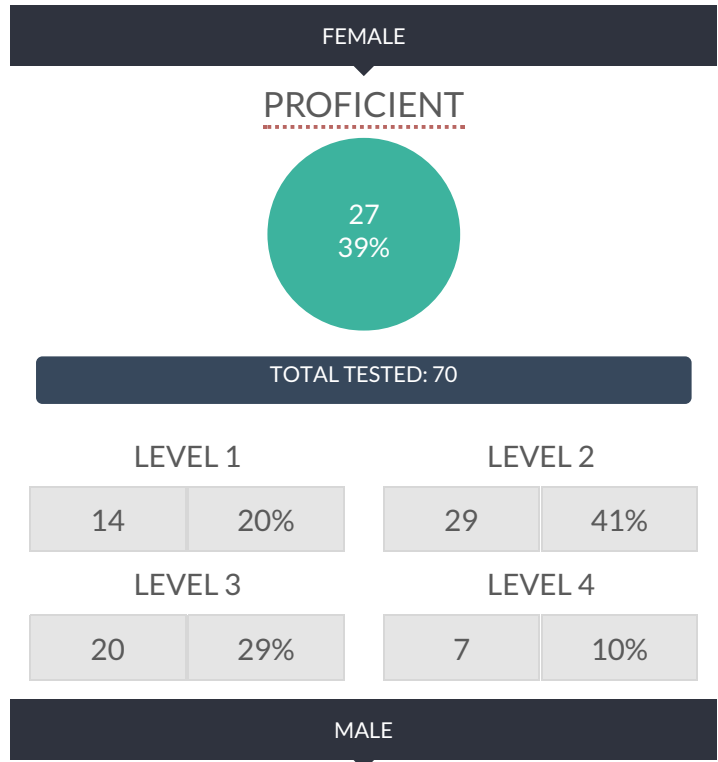 FEMALE
PROFICIENT
27
39%
TOTAL TESTED: 70
LEVEL 1
14 20%
LEVEL 2
29 41%
LEVEL 3
20 29%
LEVEL 4
7 10%
MALE